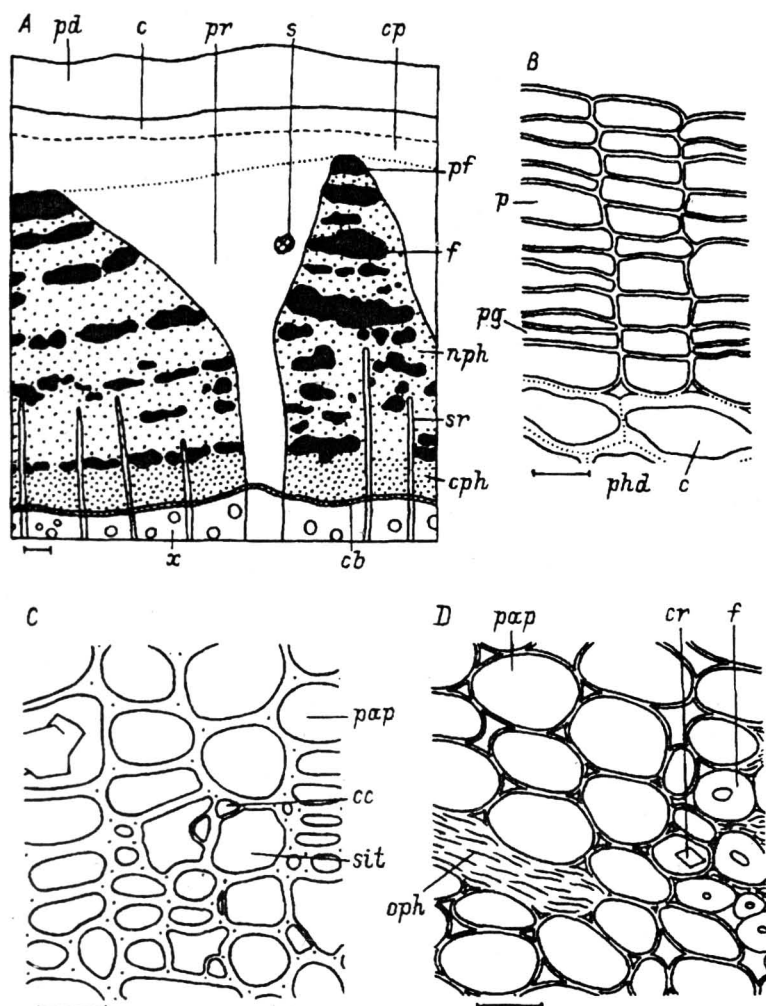 A pd c pr s cp
B
pf
p
f
pg
nph
sr
cph
phd c
x cb
C
D pap cr f
pap
cc
sit
oph